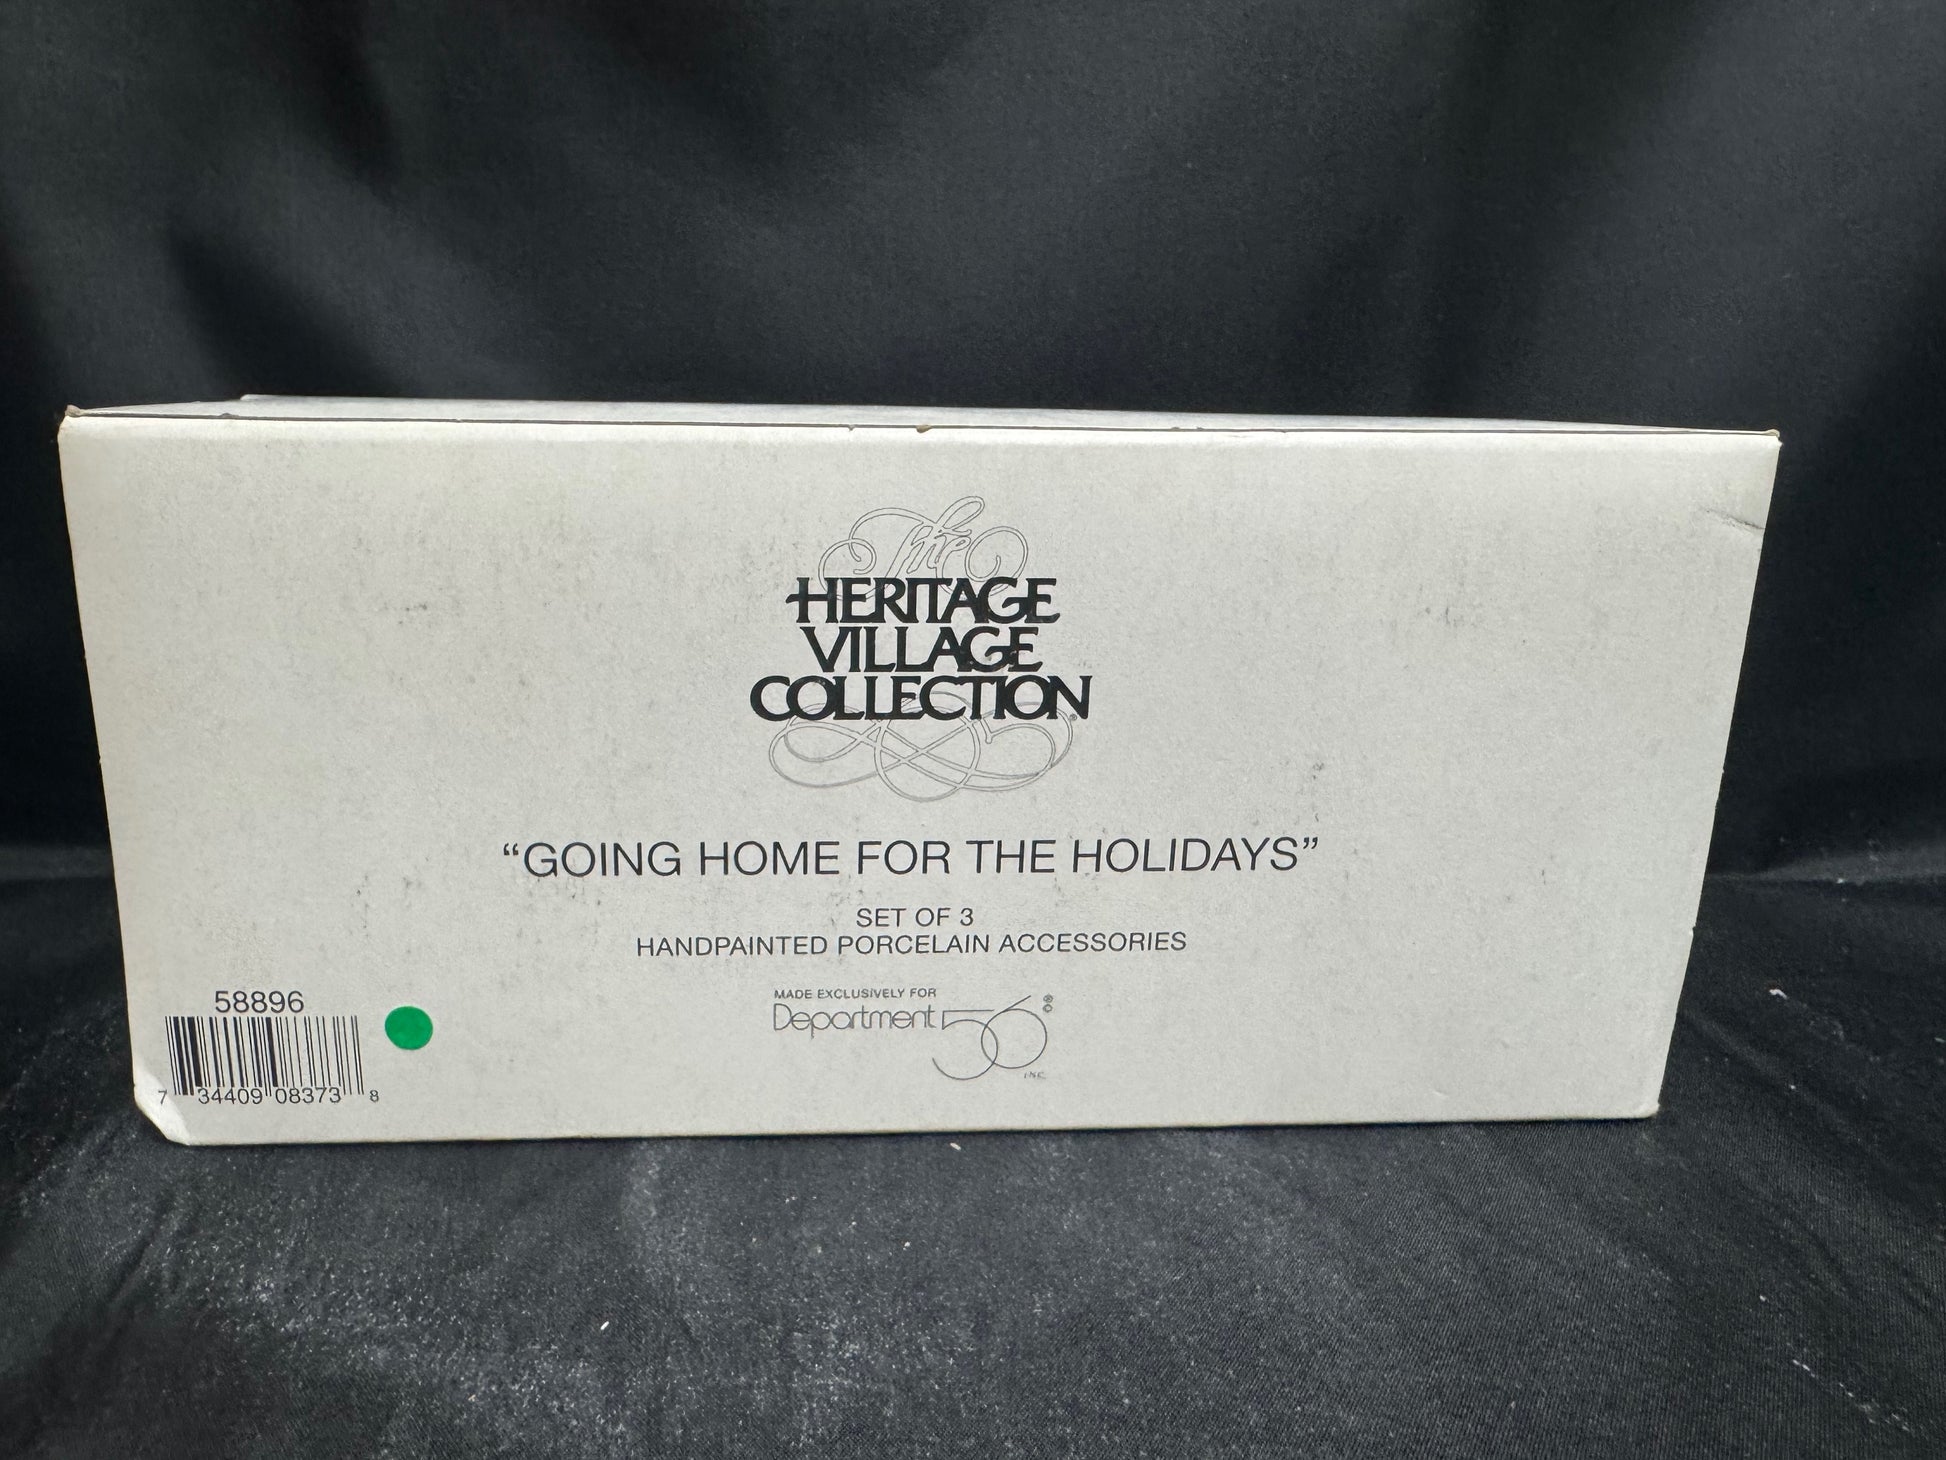 The
HERITAGE
VILLAGE
COLLECTION®
“GOING HOME FOR THE HOLIDAYS”
SET OF 3
HANDPAINTED PORCELAIN ACCESSORIES
MADE EXCLUSIVELY FOR
Department 56 ® ©
INC.
58896
7 34409 08373 8